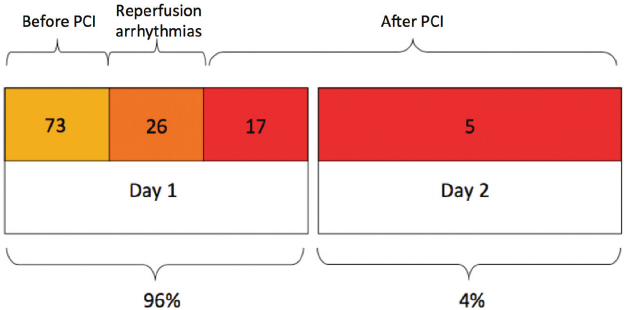 Before PCI
Reperfusion
arrhythmias
After PCI
73
26
17
5
Day 1
Day 2
96%
4%